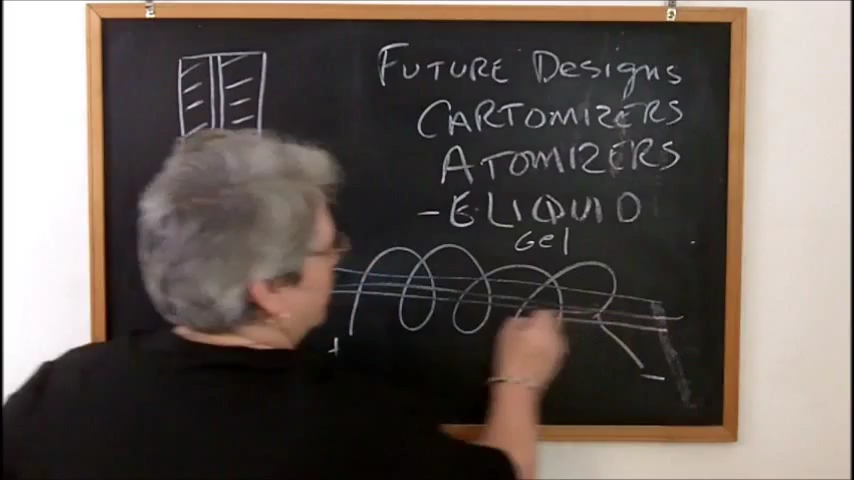 Future Designs
CARTOMIZERS
ATOMIZERS
- E-LIQUID
Gel
+ -